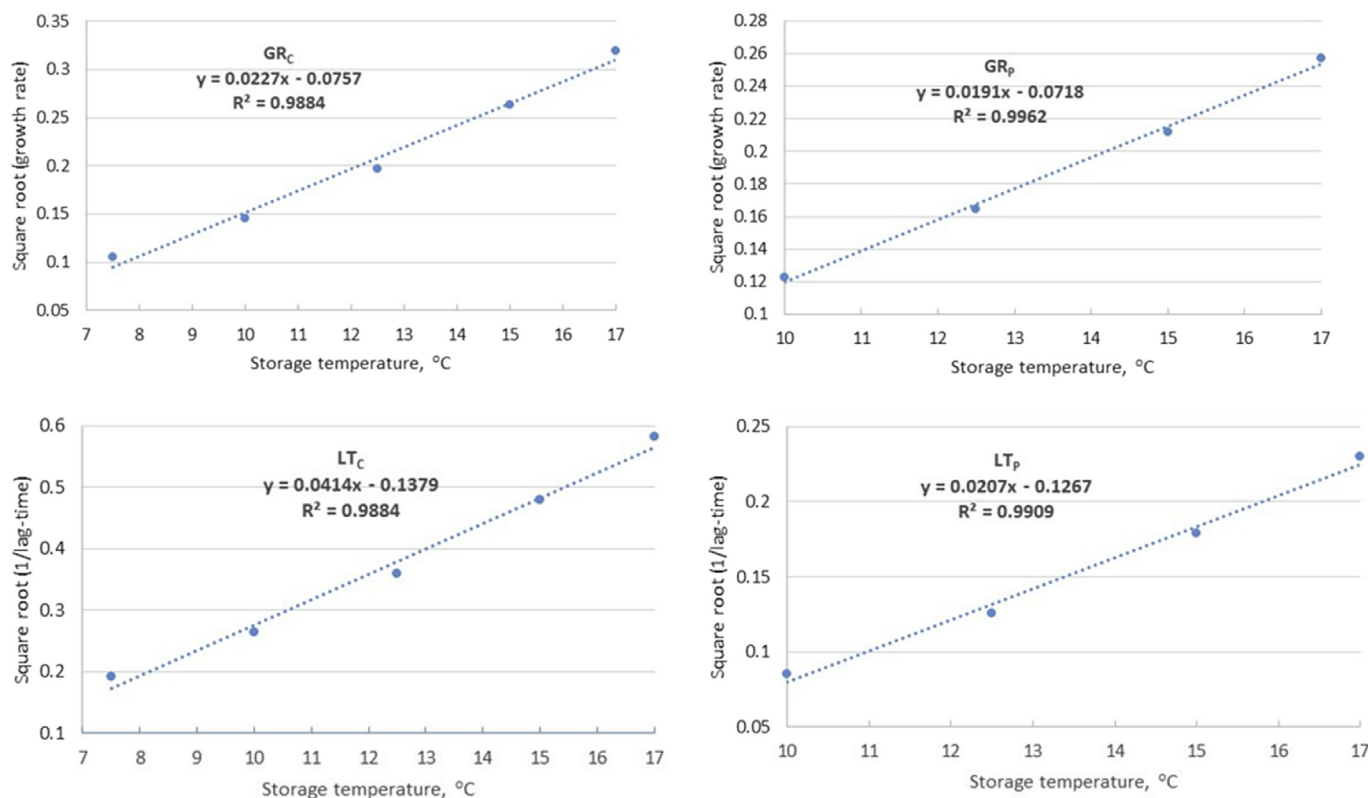 GR_C
y = 0.0227x - 0.0757
R² = 0.9884
Square root (growth rate)
0.35
0.3
0.25
0.2
0.15
0.1
0.05
7 8 9 10 11 12 13 14 15 16 17
Storage temperature, °C
GR_P
y = 0.0191x - 0.0718
R² = 0.9962
Square root (growth rate)
0.28
0.26
0.24
0.22
0.2
0.18
0.16
0.14
0.12
0.1
10 11 12 13 14 15 16 17
Storage temperature, °C
LT_C
y = 0.0414x - 0.1379
R² = 0.9884
Square root (1/lag-time)
0.6
0.5
0.4
0.3
0.2
0.1
7 8 9 10 11 12 13 14 15 16 17
Storage temperature, °C
LT_P
y = 0.0207x - 0.1267
R² = 0.9909
Square root (1/lag-time)
0.25
0.2
0.15
0.1
0.05
10 11 12 13 14 15 16 17
Storage temperature, °C